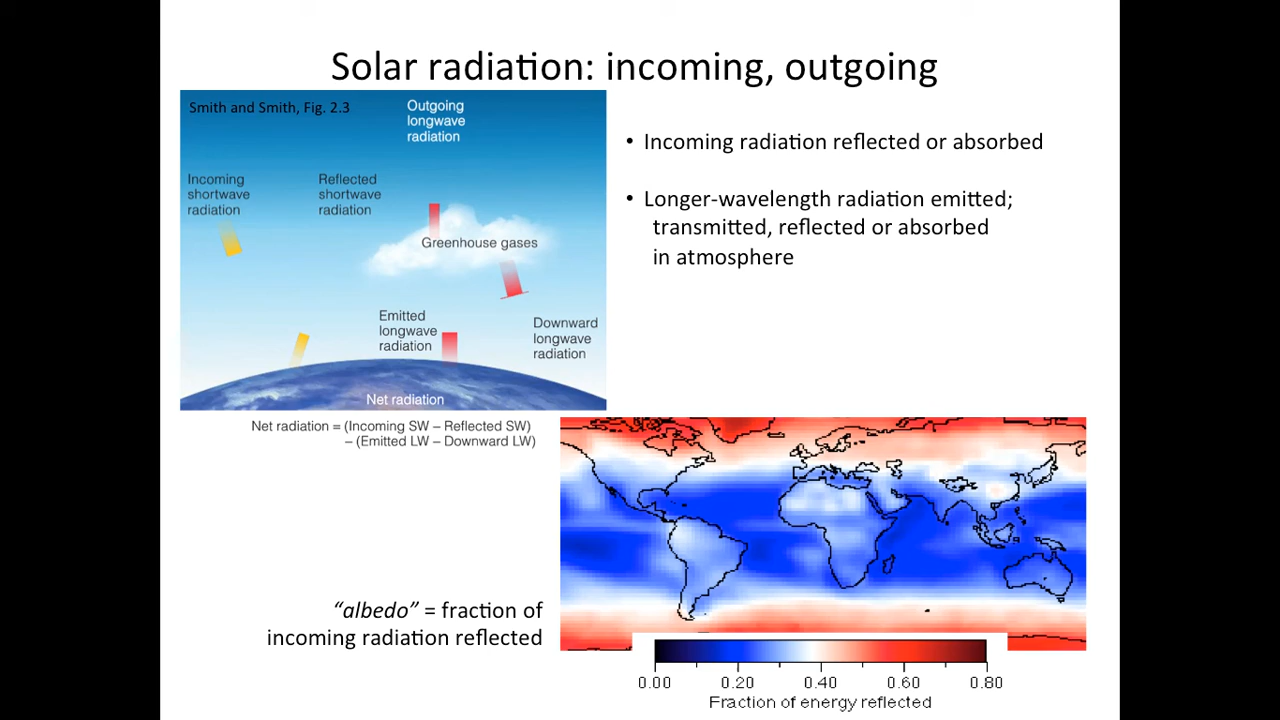 Solar radiation: incoming, outgoing
Smith and Smith, Fig. 2.3
Outgoing
longwave
radiation
Incoming
shortwave
radiation
Reflected
shortwave
radiation
Greenhouse gases
Emitted
longwave
radiation
Downward
longwave
radiation
Net radiation
Net radiation = (Incoming SW – Reflected SW)
– (Emitted LW – Downward LW)
• Incoming radiation reflected or absorbed
• Longer-wavelength radiation emitted;
transmitted, reflected or absorbed
in atmosphere
“albedo” = fraction of
incoming radiation reflected
0.00 0.20 0.40 0.60 0.80
Fraction of energy reflected